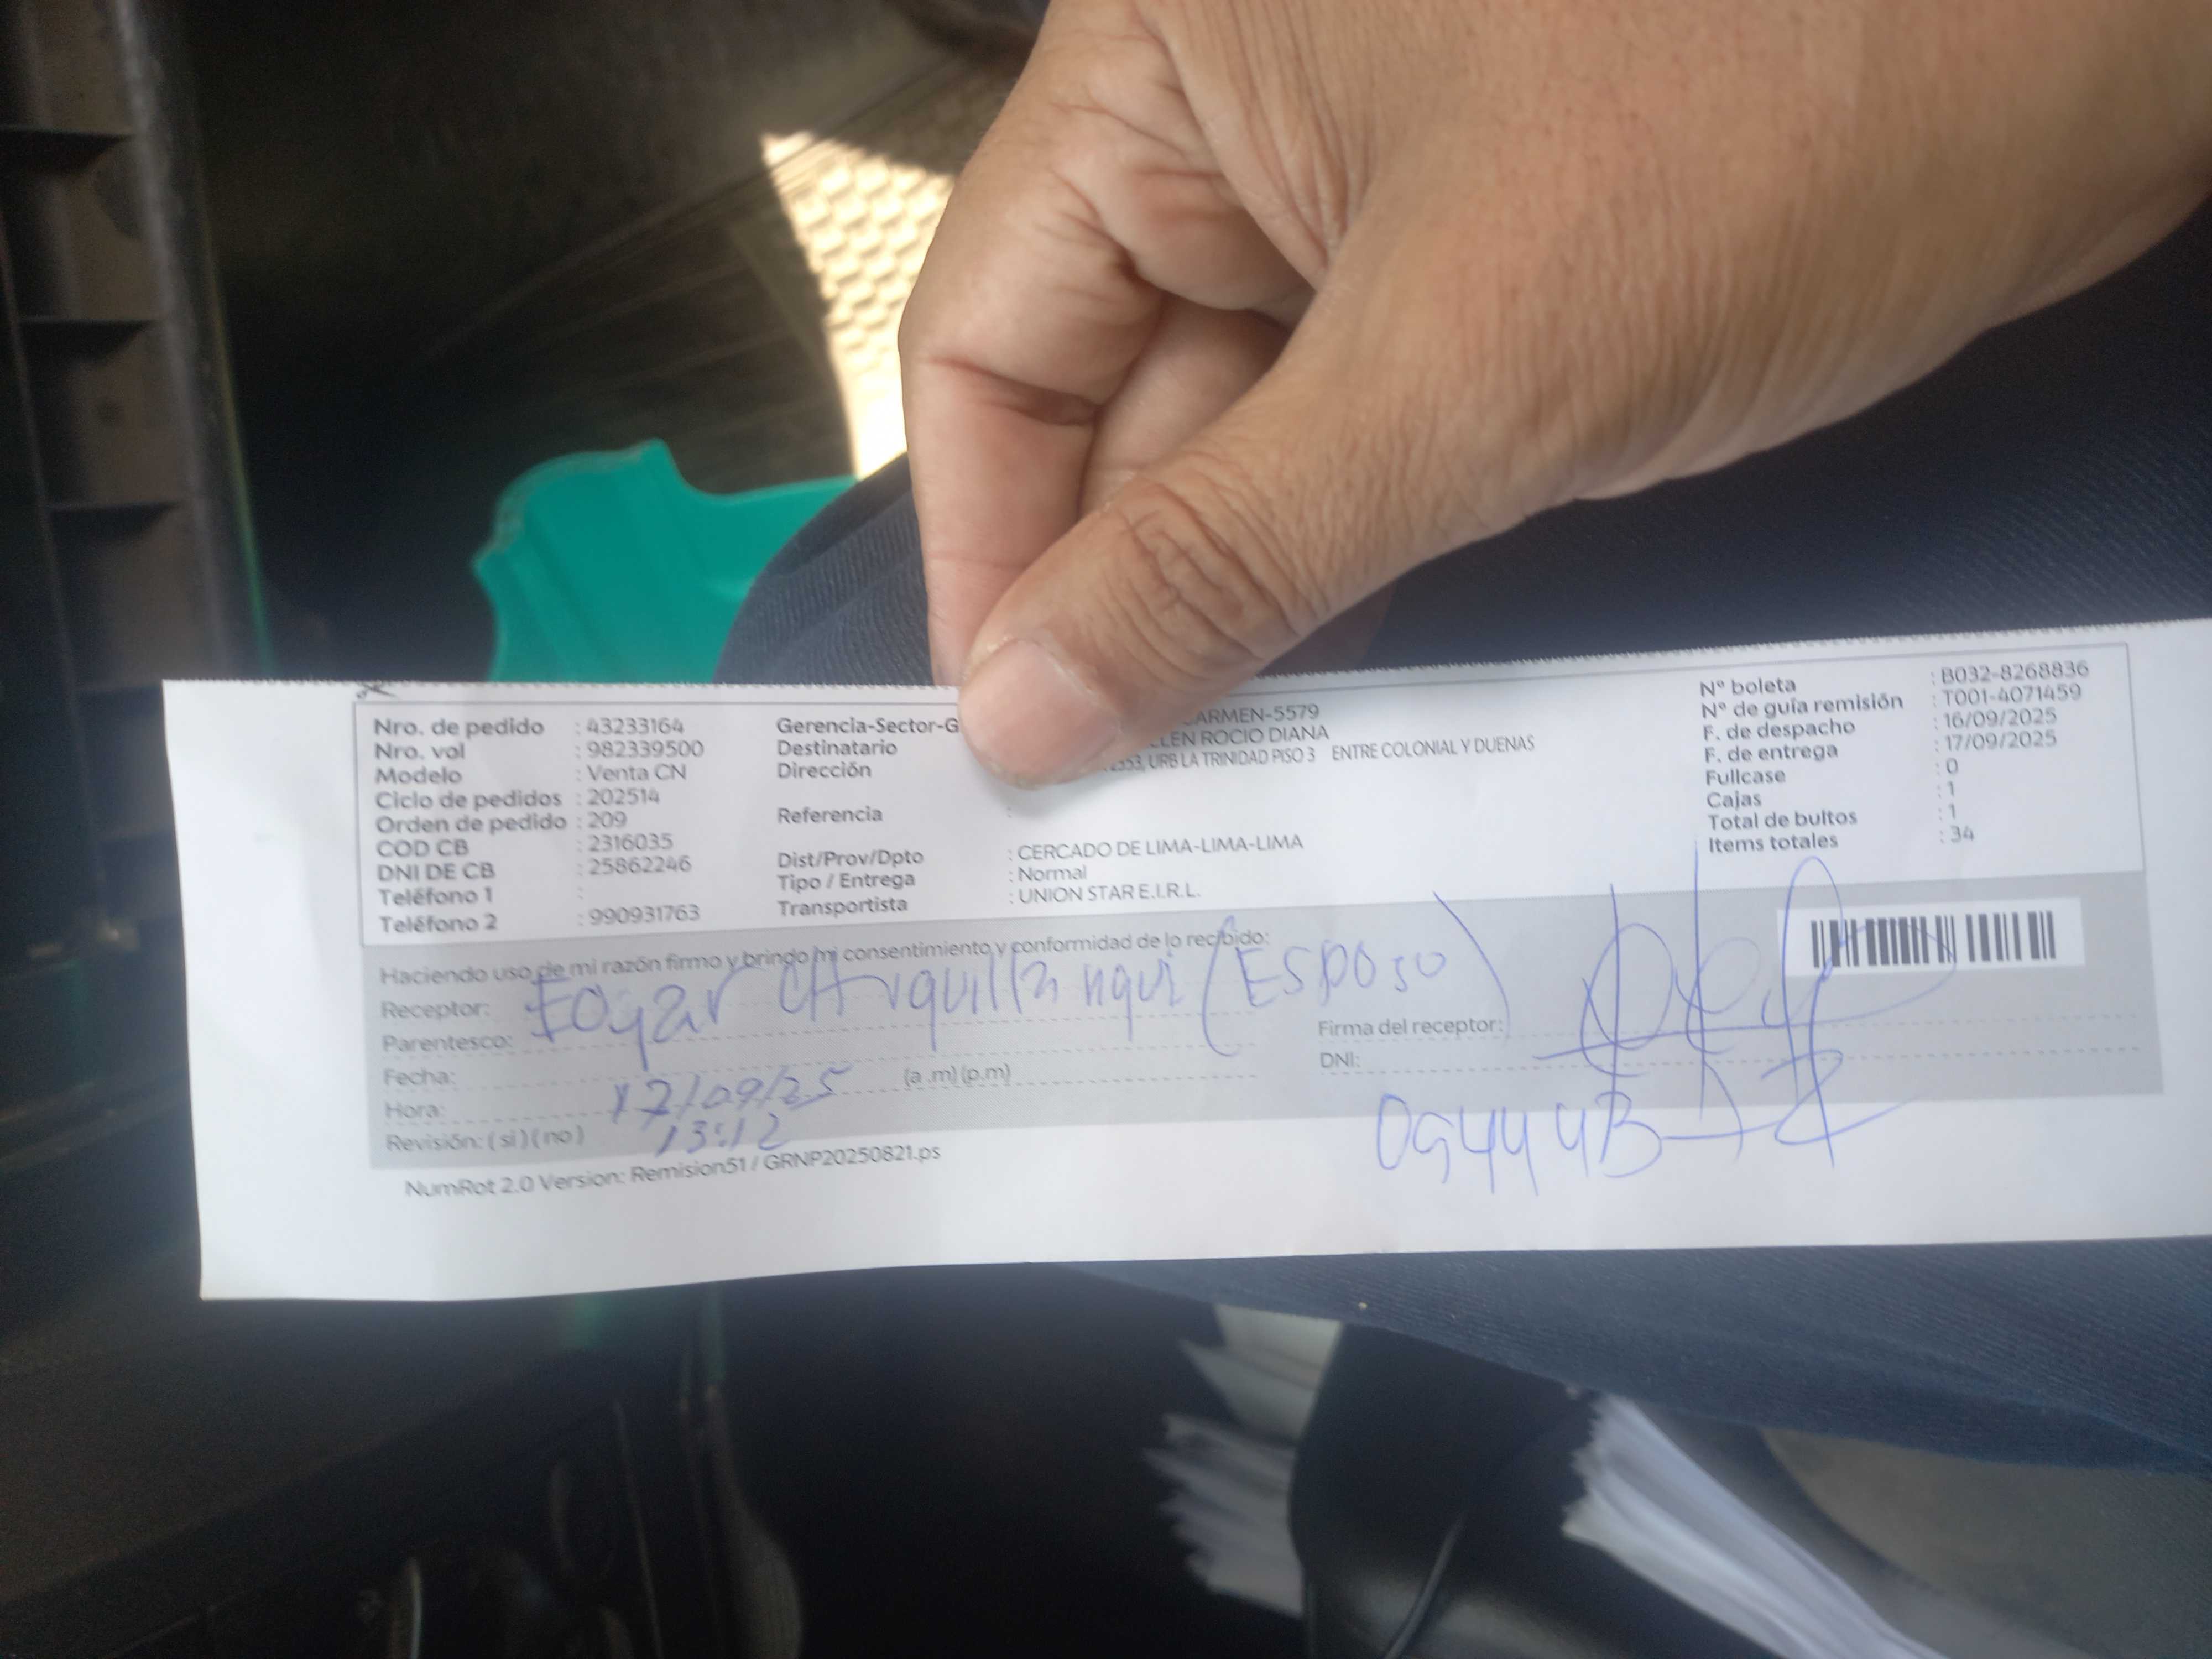 Nro. de pedido : 43233164
Nro. vol : 982339500
Modelo : Venta CN
Ciclo de pedidos : 202514
Orden de pedido : 209
COD CB : 2316035
DNI DE CB : 25862246
Teléfono 1 :
Teléfono 2 : 990931763
Gerencia-Sector-G ARMEN-5579
Destinatario ROCIO DIANA
Dirección URB LA TRINIDAD PISO 3 ENTRE COLONIAL Y DUENAS
Referencia :
Dist/Prov/Dpto : CERCADO DE LIMA-LIMA-LIMA
Tipo / Entrega : Normal
Transportista : UNION STAR E.I.R.L.
N° boleta : B032-8268836
N° de guía remisión : T001-4071459
F. de despacho : 16/09/2025
F. de entrega : 17/09/2025
Fullcase : 0
Cajas : 1
Total de bultos : 1
Items totales : 34
Haciendo uso de mi razón firmo y brindo mi consentimiento y conformidad de lo recibido:
Receptor: Edgar (Esposo)
Parentesco:
Fecha: 17/09/25 (a .m) (p.m)
Hora: 13:12
Revisión: ( si ) ( no )
Firma del receptor:
DNI:
NumRot 2.0 Version: Remision51 / GRNP20250821.ps